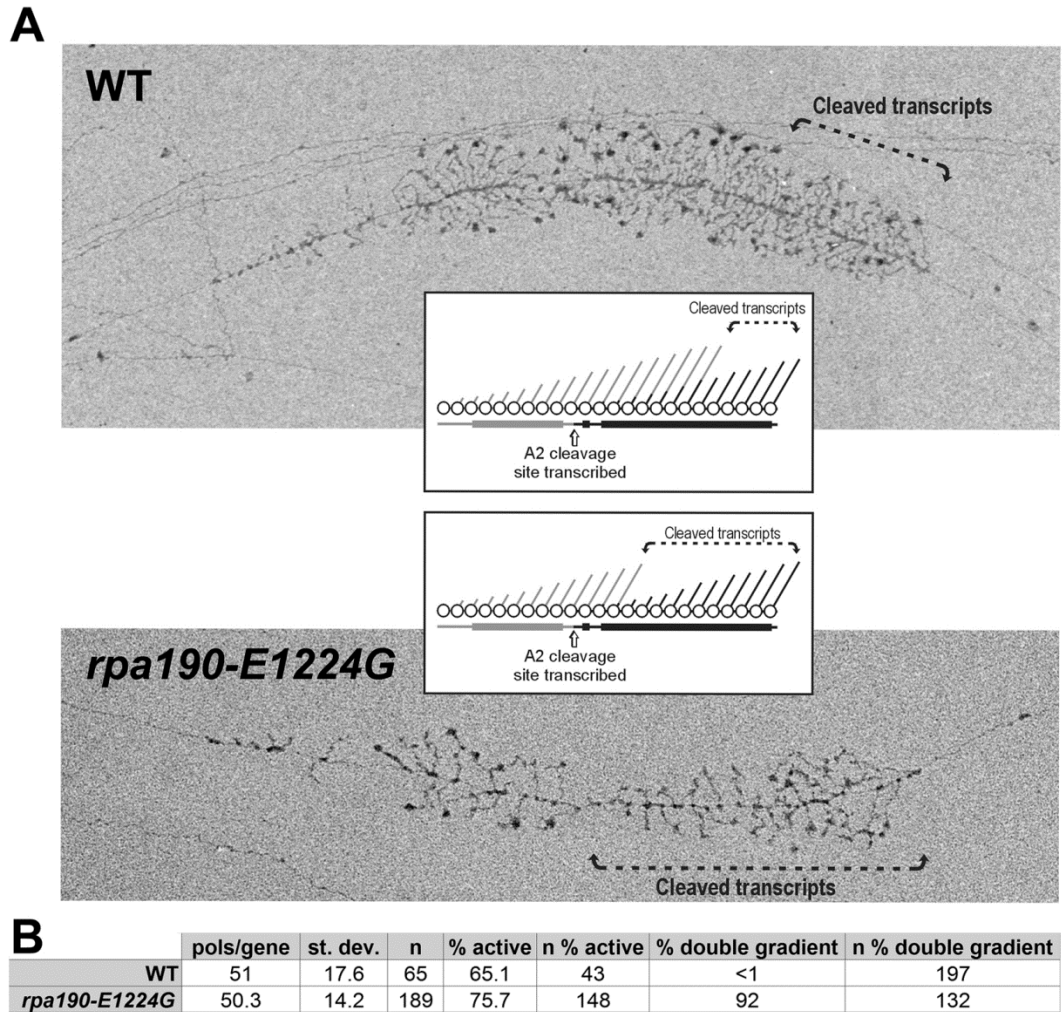 A
WT
Cleaved transcripts
Cleaved transcripts
A2 cleavage
site transcribed
Cleaved transcripts
A2 cleavage
site transcribed
rpa190-E1224G
Cleaved transcripts
B
pols/gene st. dev. n % active n % active % double gradient n % double gradient
WT 51 17.6 65 65.1 43 <1 197
rpa190-E1224G 50.3 14.2 189 75.7 148 92 132